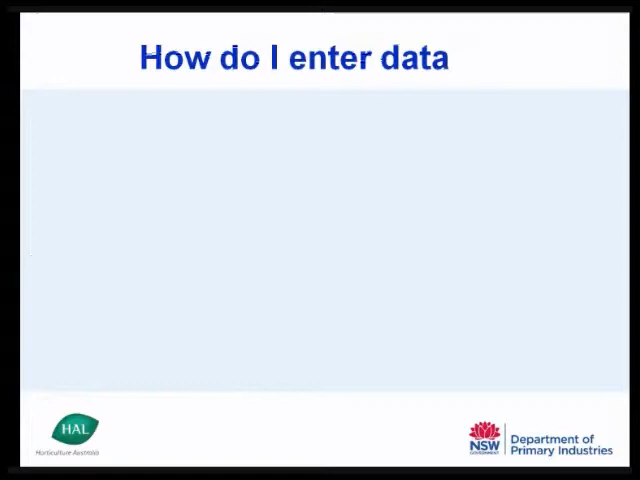 How do I enter data
HAL
Horticulture Australia
NSW
GOVERNMENT
Department of
Primary Industries